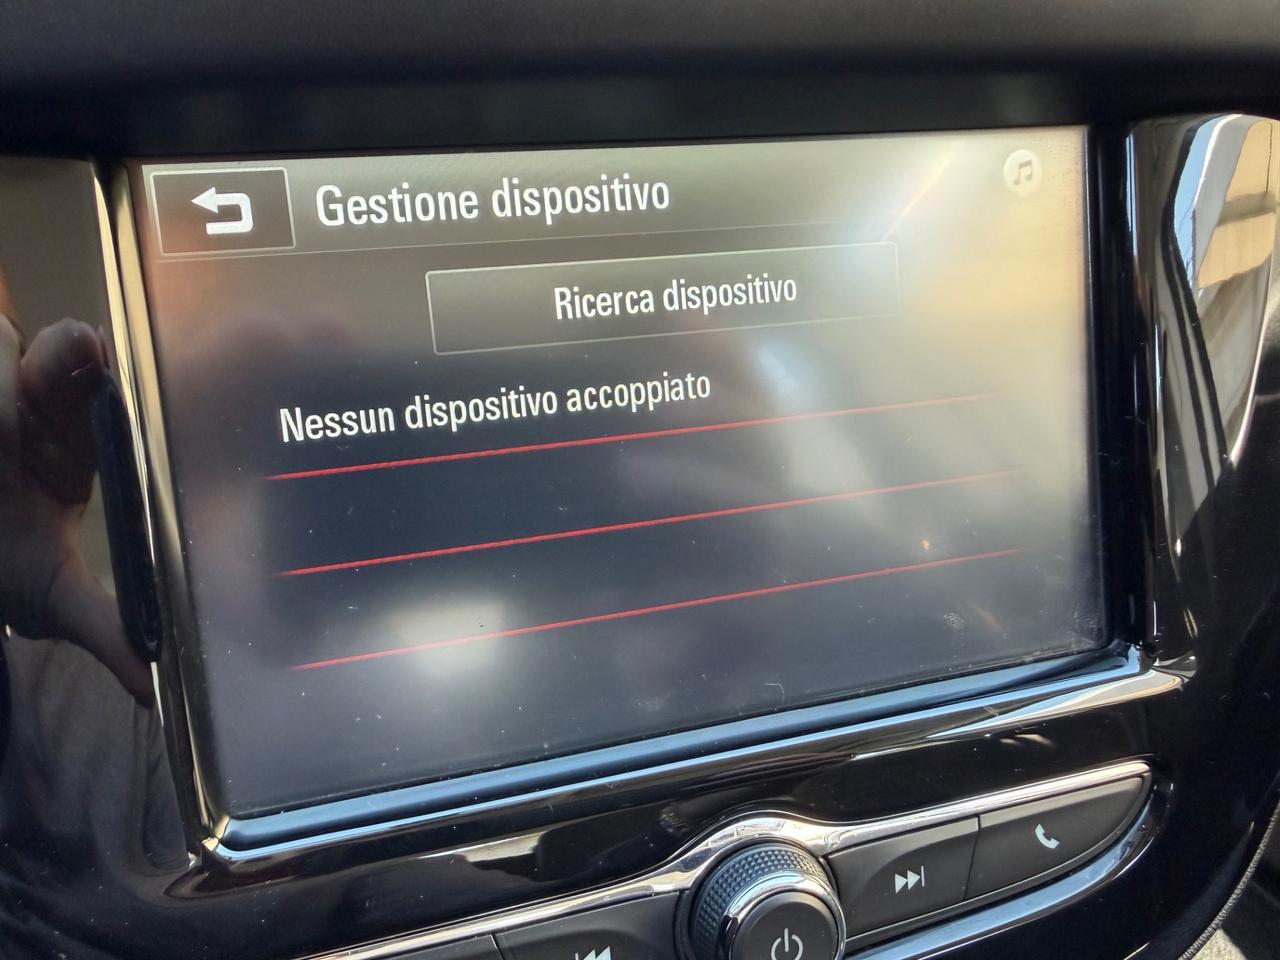 Gestione dispositivo
Ricerca dispositivo
Nessun dispositivo accoppiato